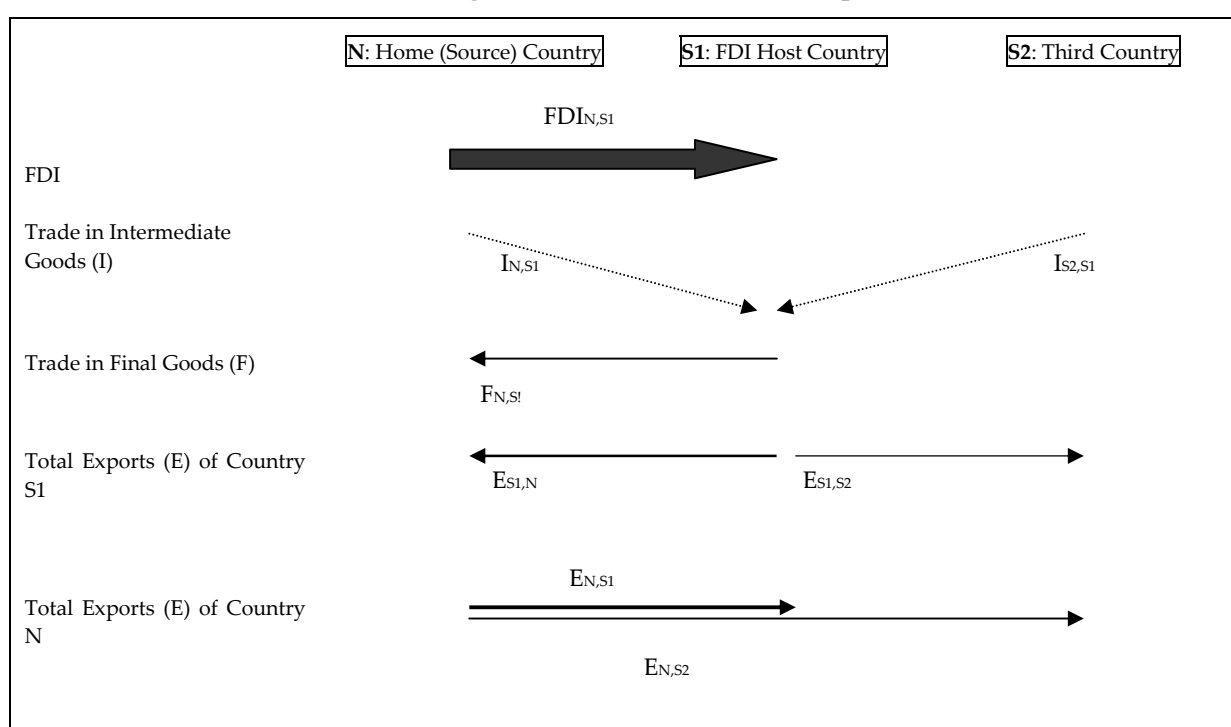 N: Home (Source) Country S1: FDI Host Country S2: Third Country
FDIN,S1
FDI
Trade in Intermediate
Goods (I)
IN,S1 IS2,S1
Trade in Final Goods (F)
FN,S!
Total Exports (E) of Country
S1
ES1,N ES1,S2
EN,S1
Total Exports (E) of Country
N
EN,S2